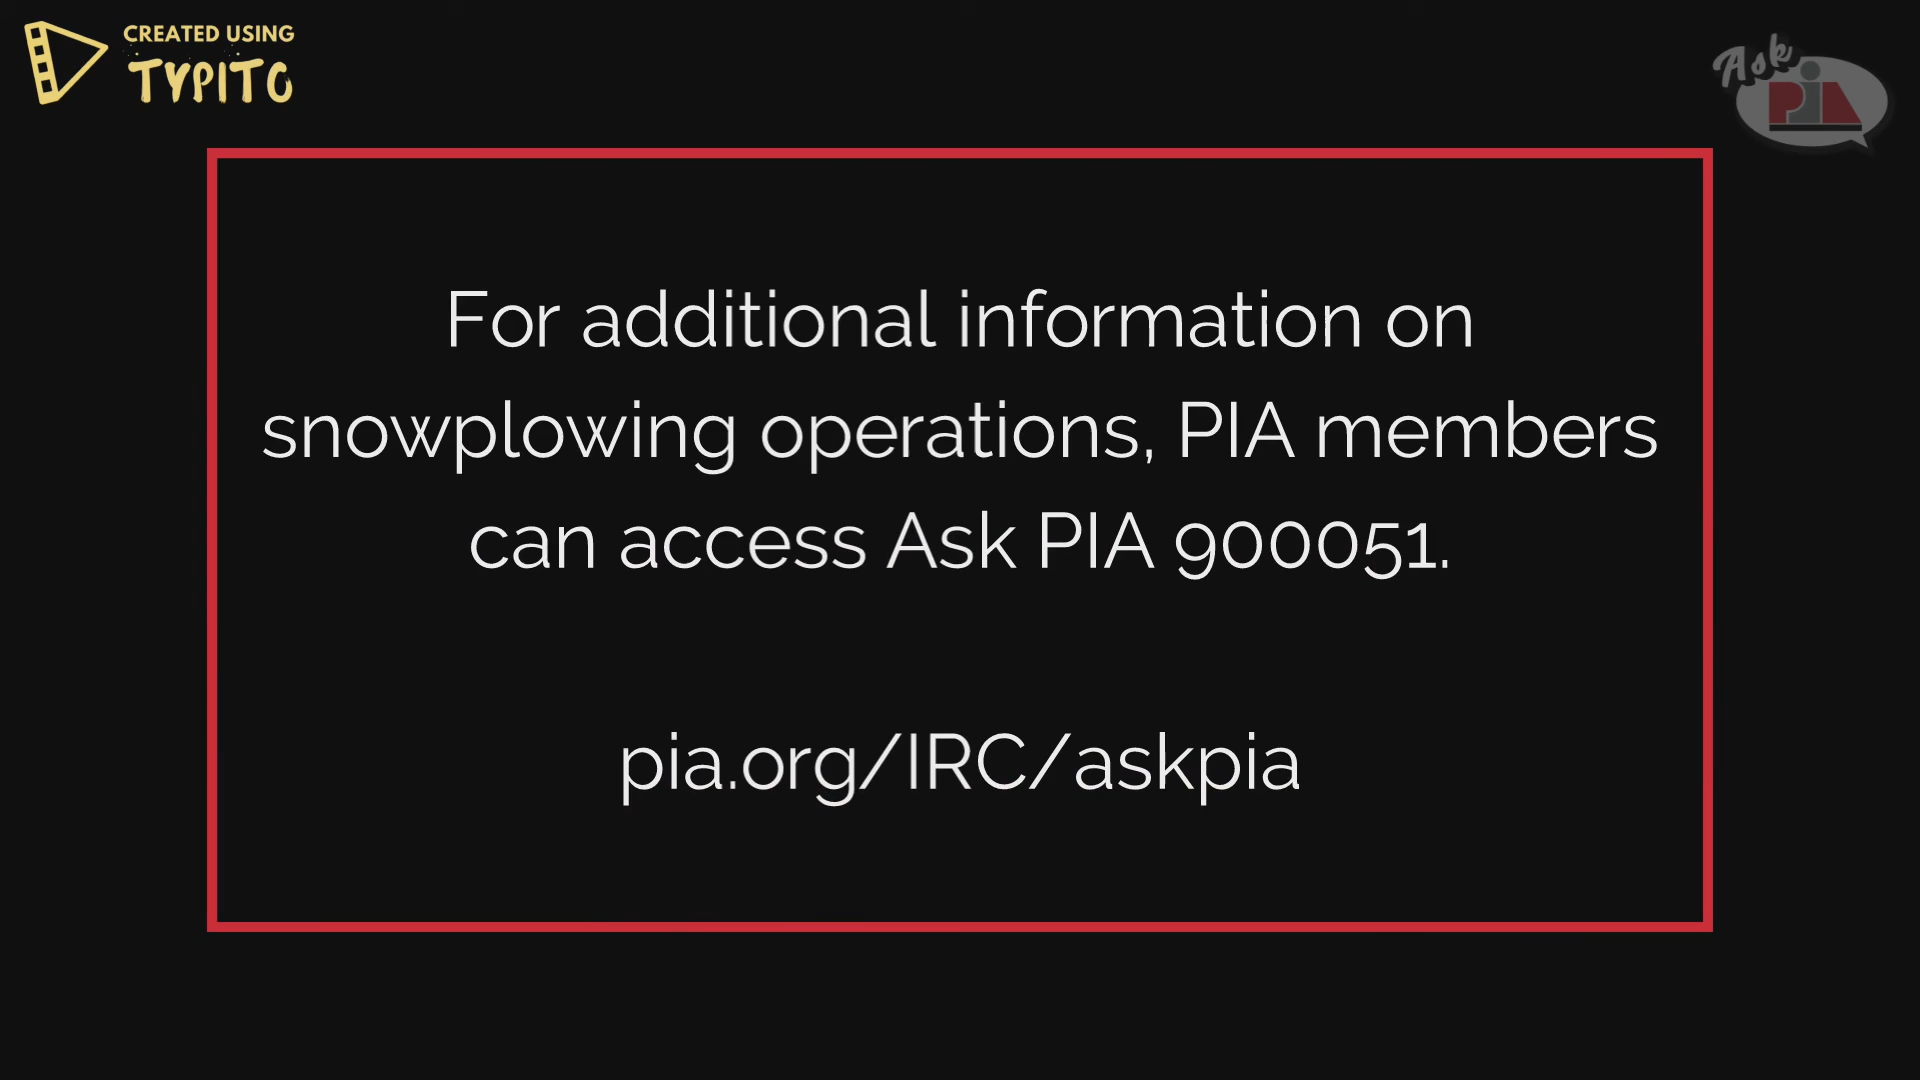 CREATED USING
TYPITO
Ask
PIA
For additional information on
snowplowing operations, PIA members
can access Ask PIA 900051.
pia.org/IRC/askpia